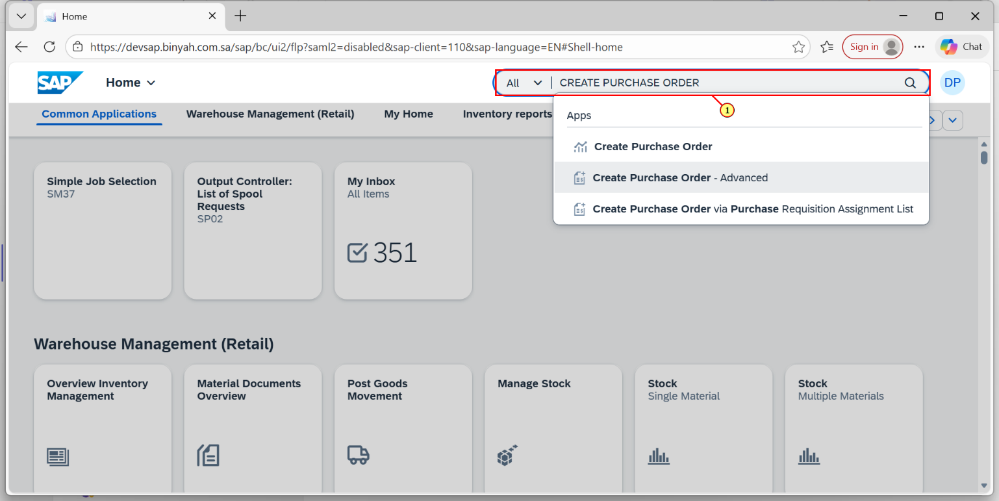 Home
https://devsap.binyah.com.sa/sap/bc/ui2/flp?saml2=disabled&sap-client=110&sap-language=EN#Shell-home
Sign in
Chat
SAP
Home
All
CREATE PURCHASE ORDER
DP
1
Common Applications
Warehouse Management (Retail)
My Home
Inventory reports
Apps
Create Purchase Order
Create Purchase Order - Advanced
Create Purchase Order via Purchase Requisition Assignment List
Simple Job Selection
SM37
Output Controller:
List of Spool
Requests
SP02
My Inbox
All Items
351
Warehouse Management (Retail)
Overview Inventory
Management
Material Documents
Overview
Post Goods
Movement
Manage Stock
Stock
Single Material
Stock
Multiple Materials